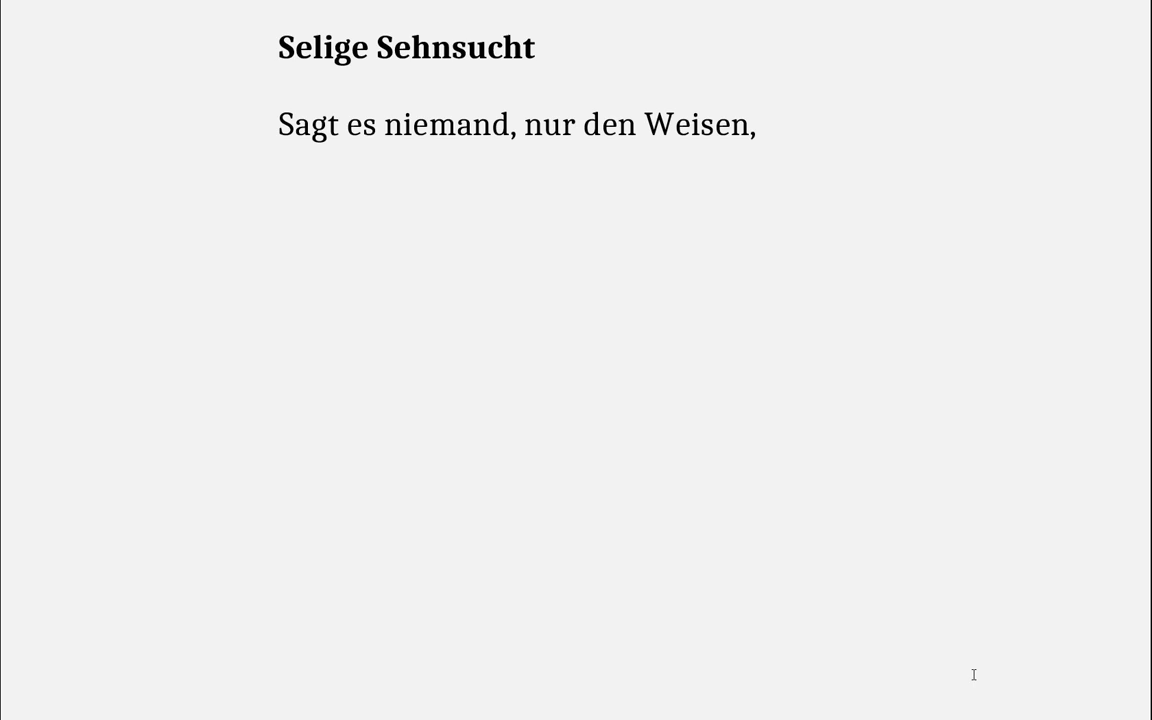 Selige Sehnsucht
Sagt es niemand, nur den Weisen,